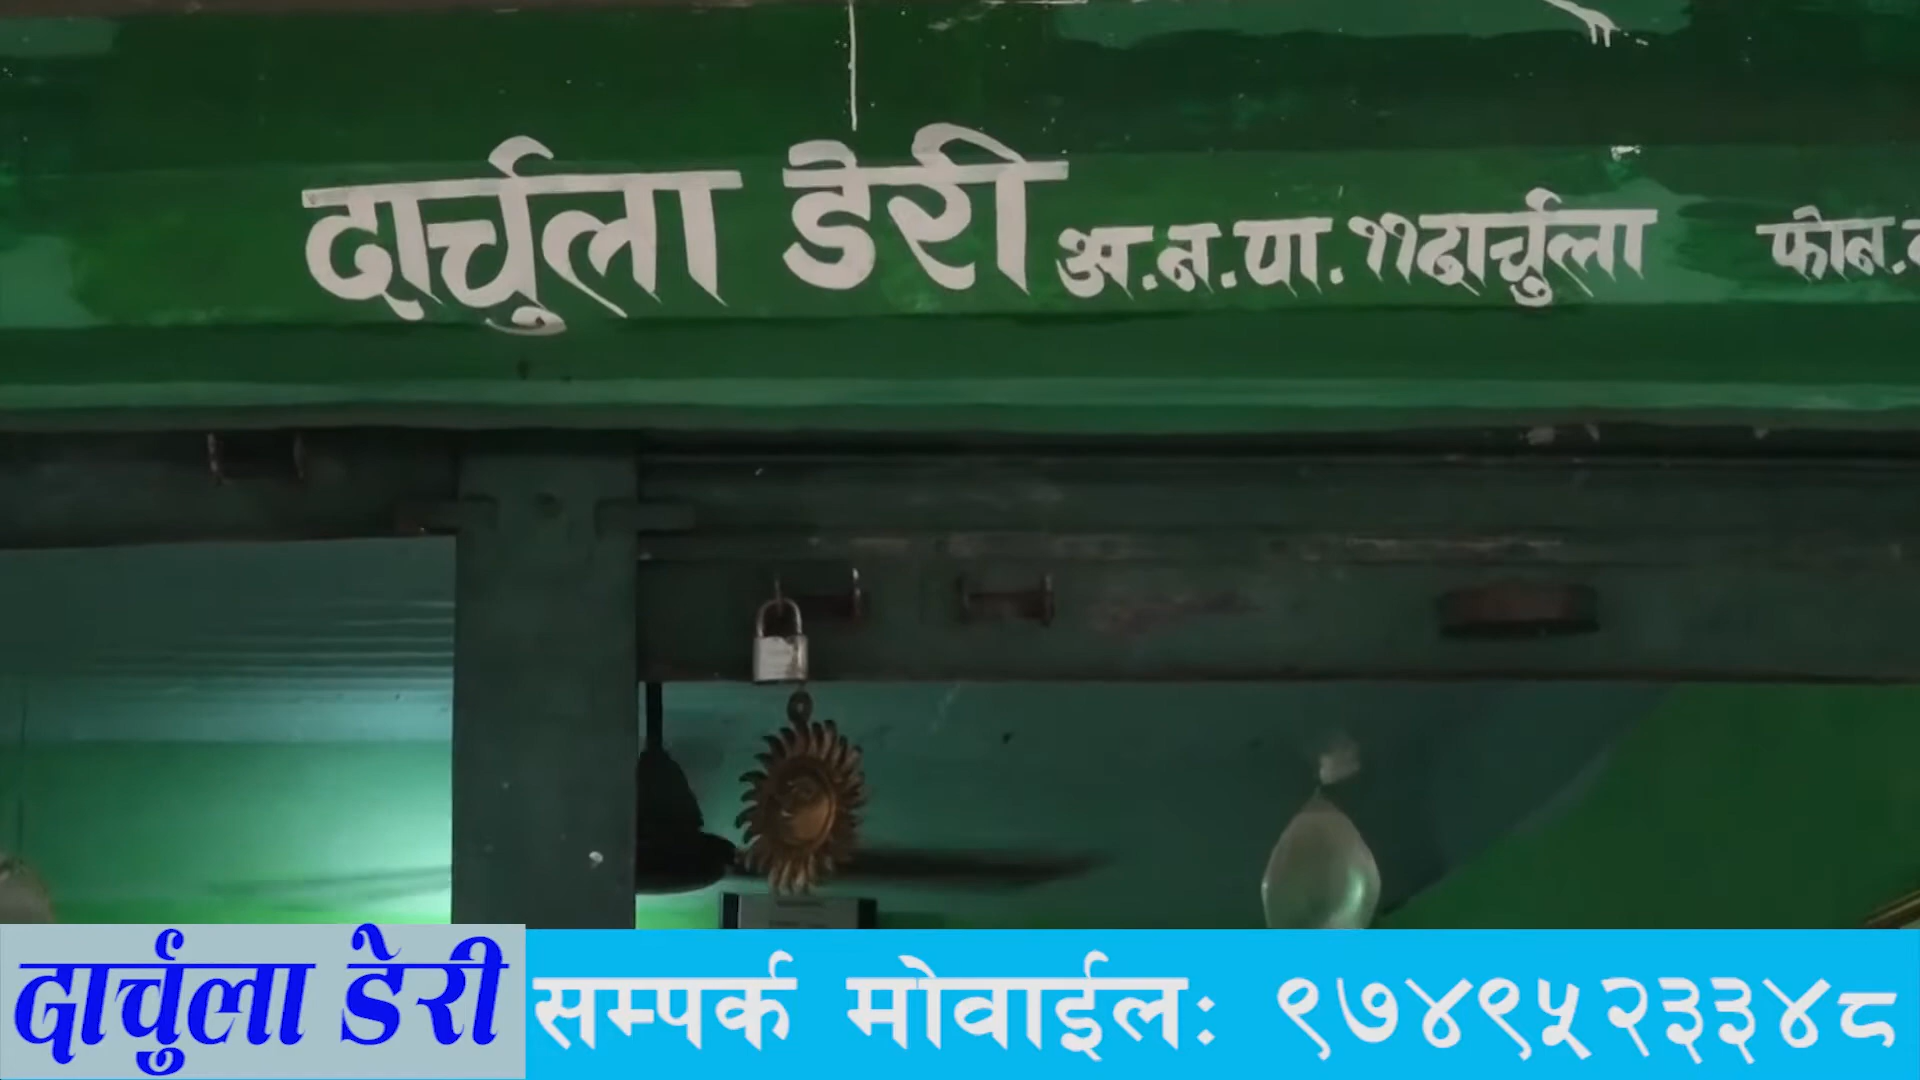 दार्चुला डेरी अ.न.पा.११दार्चुला फोन.
दार्चुला डेरी सम्पर्क मोवाईल: ९७४९५२३३४८